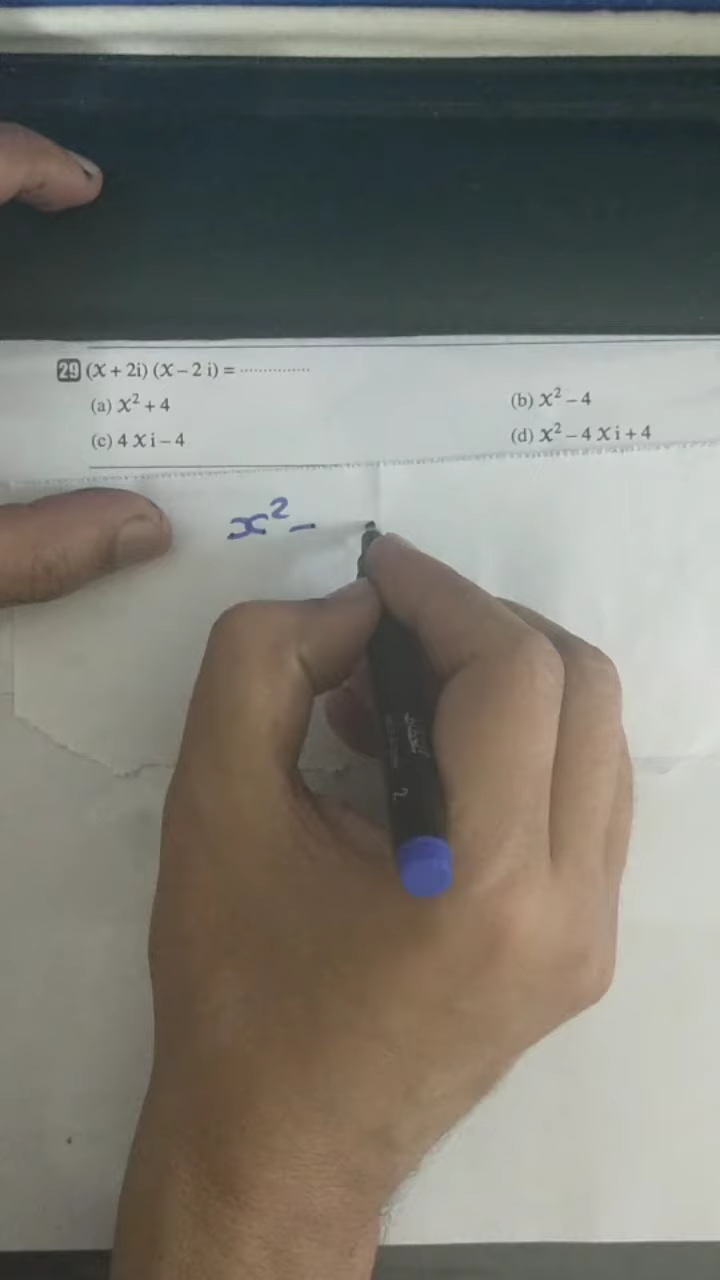 29 (x + 2i) (x - 2 i) = ............
(a) x² + 4
(b) x² - 4
(c) 4 x i - 4
(d) x² - 4 x i + 4
x² -